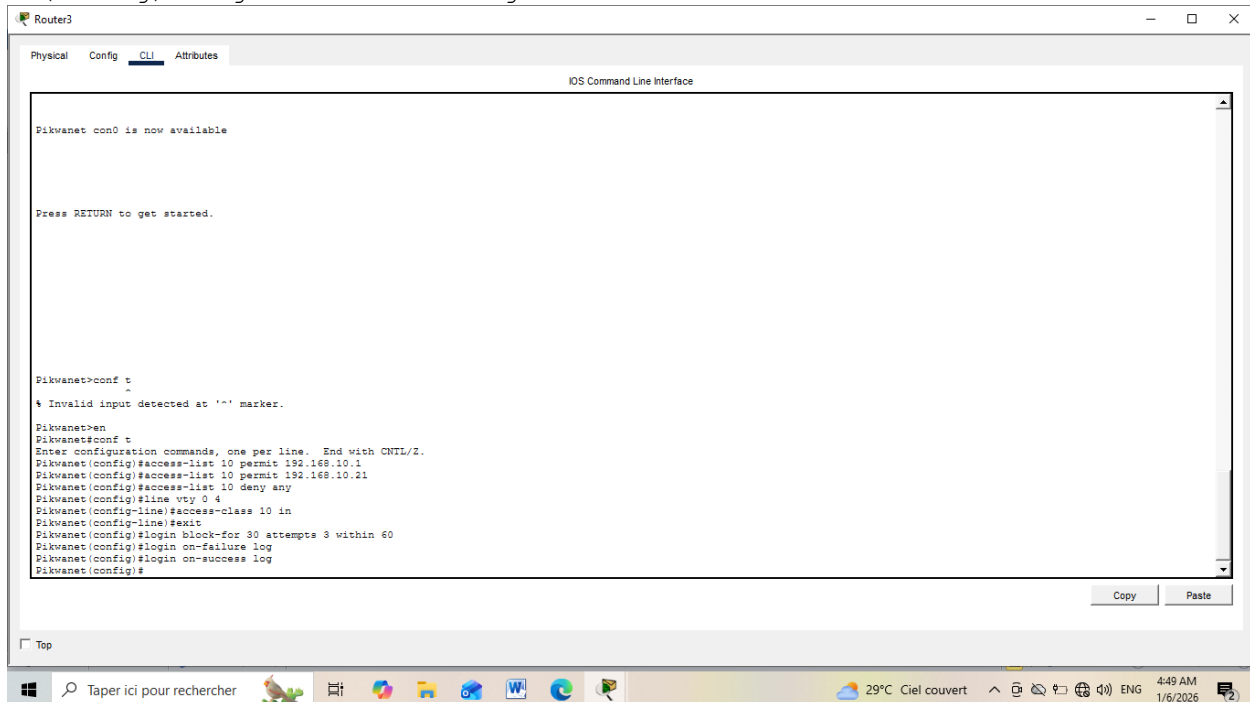 Router3
Physical Config CLI Attributes
IOS Command Line Interface
Pikwanet con0 is now available
Press RETURN to get started.
Pikwanet>conf t
^
% Invalid input detected at '^' marker.
Pikwanet>en
Pikwanet#conf t
Enter configuration commands, one per line. End with CNTL/Z.
Pikwanet(config)#access-list 10 permit 192.168.10.1
Pikwanet(config)#access-list 10 permit 192.168.10.21
Pikwanet(config)#access-list 10 deny any
Pikwanet(config)#line vty 0 4
Pikwanet(config-line)#access-class 10 in
Pikwanet(config-line)#exit
Pikwanet(config)#login block-for 30 attempts 3 within 60
Pikwanet(config)#login on-failure log
Pikwanet(config)#login on-success log
Pikwanet(config)#
Copy Paste
Top
Taper ici pour rechercher
29°C Ciel couvert
ENG
4:49 AM
1/6/2026
2